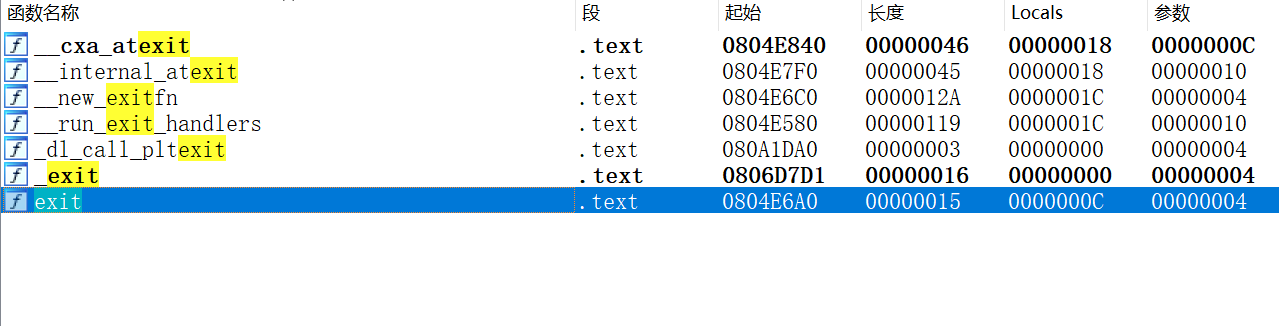 函数名称 段 起始 长度 Locals 参数
f __cxa_atexit .text 0804E840 00000046 00000018 0000000C
f __internal_atexit .text 0804E7F0 00000045 00000018 00000010
f __new_exitfn .text 0804E6C0 0000012A 0000001C 00000004
f __run_exit_handlers .text 0804E580 00000119 0000001C 00000010
f _dl_call_pltexit .text 080A1DA0 00000003 00000000 00000004
f _exit .text 0806D7D1 00000016 00000000 00000004
f exit .text 0804E6A0 00000015 0000000C 00000004